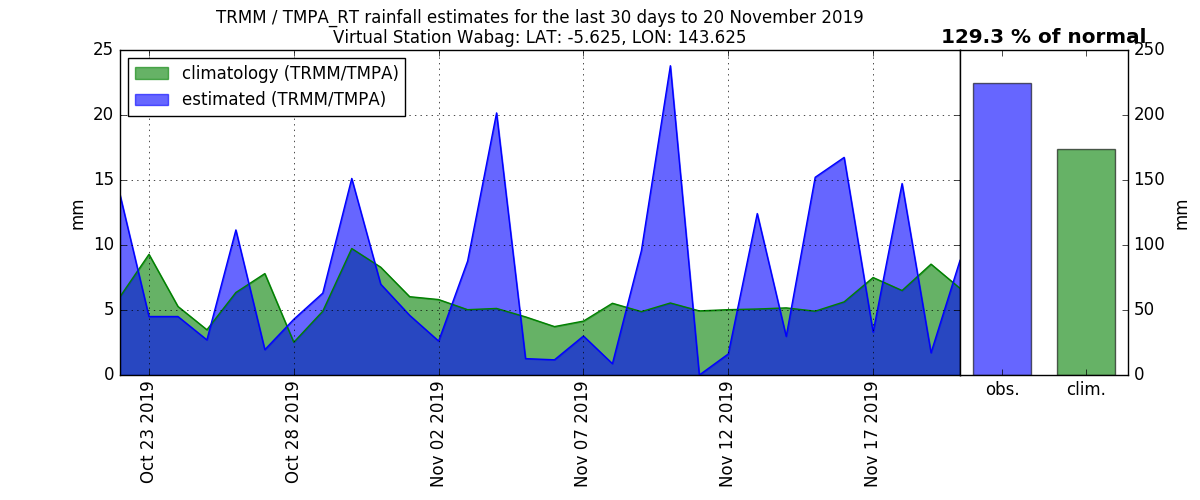 TRMM / TMPA_RT rainfall estimates for the last 30 days to 20 November 2019
Virtual Station Wabag: LAT: -5.625, LON: 143.625
129.3 % of normal
climatology (TRMM/TMPA)
estimated (TRMM/TMPA)
25
20
15
10
5
0
mm
Oct 23 2019
Oct 28 2019
Nov 02 2019
Nov 07 2019
Nov 12 2019
Nov 17 2019
obs.
clim.
250
200
150
100
50
0
mm